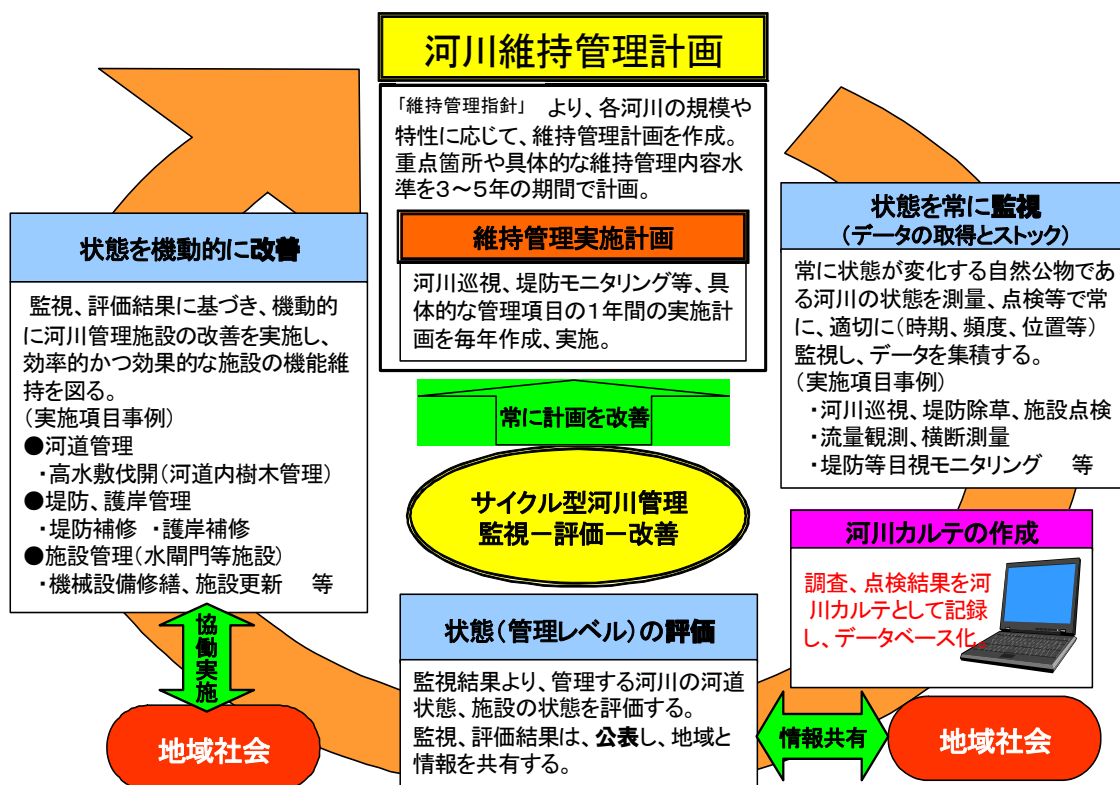 河川維持管理計画
「維持管理指針」 より、各河川の規模や
特性に応じて、維持管理計画を作成。
重点箇所や具体的な維持管理内容水
準を3～5年の期間で計画。
維持管理実施計画
河川巡視、堤防モニタリング等、具
体的な管理項目の1年間の実施計
画を毎年作成、実施。
常に計画を改善
サイクル型河川管理
監視－評価－改善
状態を常に監視
(データの取得とストック)
常に状態が変化する自然公物であ
る河川の状態を測量、点検等で常
に、適切に(時期、頻度、位置等)
監視し、データを集積する。
(実施項目事例)
・河川巡視、堤防除草、施設点検
・流量観測、横断測量
・堤防等目視モニタリング 等
河川カルテの作成
調査、点検結果を河
川カルテとして記録
し、データベース化。
状態(管理レベル)の評価
監視結果より、管理する河川の河道
状態、施設の状態を評価する。
監視、評価結果は、公表し、地域と
情報を共有する。
情報共有
地域社会
状態を機動的に改善
監視、評価結果に基づき、機動的
に河川管理施設の改善を実施し、
効率的かつ効果的な施設の機能維
持を図る。
(実施項目事例)
●河道管理
・高水敷伐開(河道内樹木管理)
●堤防、護岸管理
・堤防補修 ・護岸補修
●施設管理(水閘門等施設)
・機械設備修繕、施設更新 等
協働実施
地域社会